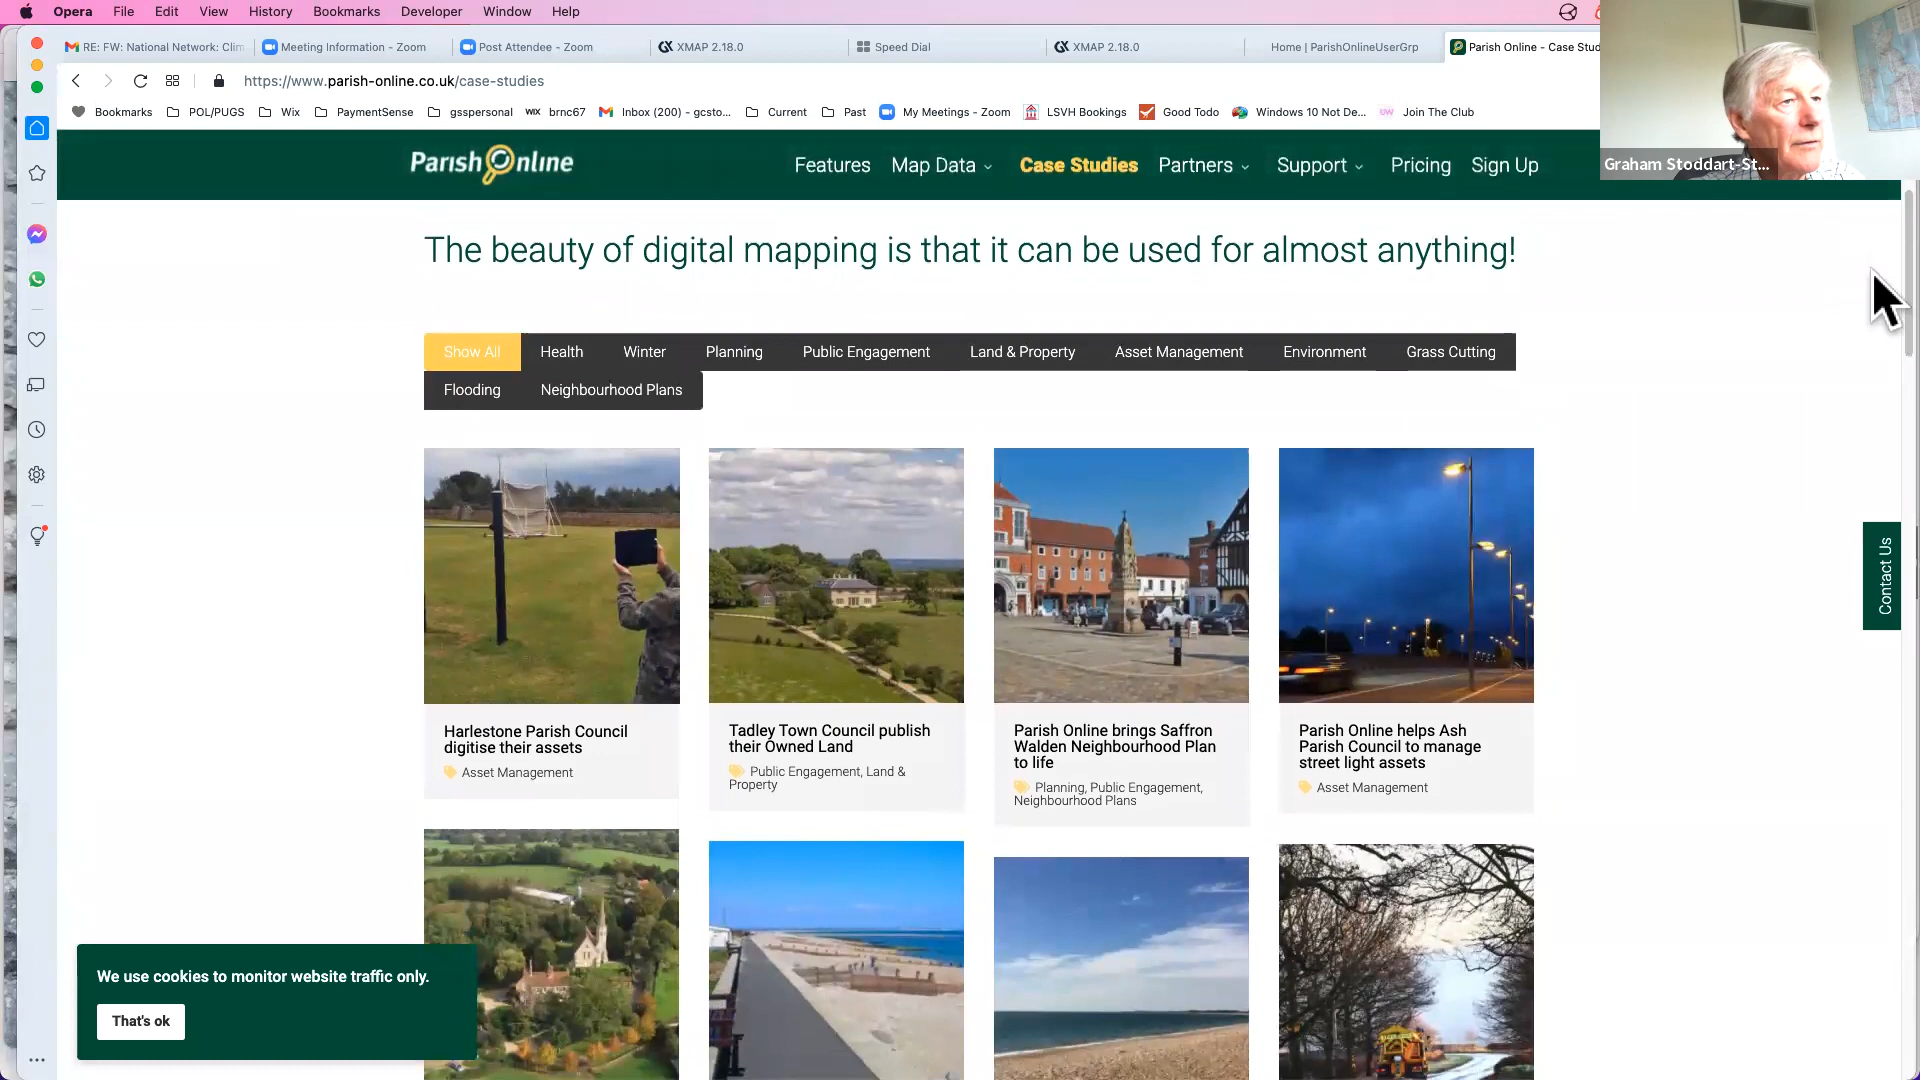 Opera File Edit View History Bookmarks Developer Window Help
RE: FW: National Network: Clim
Meeting Information - Zoom
Post Attendee - Zoom
XMAP 2.18.0
Speed Dial
XMAP 2.18.0
Home | ParishOnlineUserGrp
Parish Online - Case Stud
https://www.parish-online.co.uk/case-studies
Bookmarks POL/PUGS Wix PaymentSense gsspersonal WIX brnc67 Inbox (200) - gcsto... Current Past My Meetings - Zoom LSVH Bookings Good Todo Windows 10 Not De... UW Join The Club
Graham Stoddart-St...
Parish Online
Features Map Data Case Studies Partners Support Pricing Sign Up
The beauty of digital mapping is that it can be used for almost anything!
Show All Health Winter Planning Public Engagement Land & Property Asset Management Environment Grass Cutting
Flooding Neighbourhood Plans
Harlestone Parish Council
digitise their assets
Asset Management
Tadley Town Council publish
their Owned Land
Public Engagement, Land &
Property
Parish Online brings Saffron
Walden Neighbourhood Plan
to life
Planning, Public Engagement,
Neighbourhood Plans
Parish Online helps Ash
Parish Council to manage
street light assets
Asset Management
Contact Us
We use cookies to monitor website traffic only.
That's ok